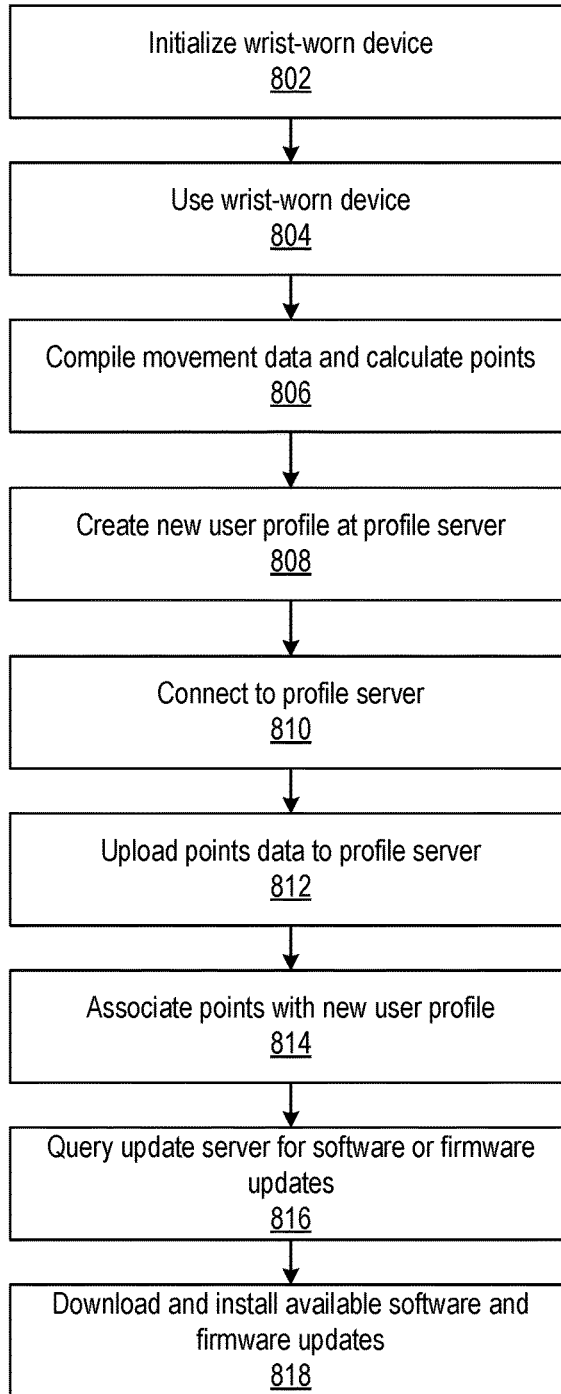 Initialize wrist-worn device
802
Use wrist-worn device
804
Compile movement data and calculate points
806
Create new user profile at profile server
808
Connect to profile server
810
Upload points data to profile server
812
Associate points with new user profile
814
Query update server for software or firmware
updates
816
Download and install available software and
firmware updates
818